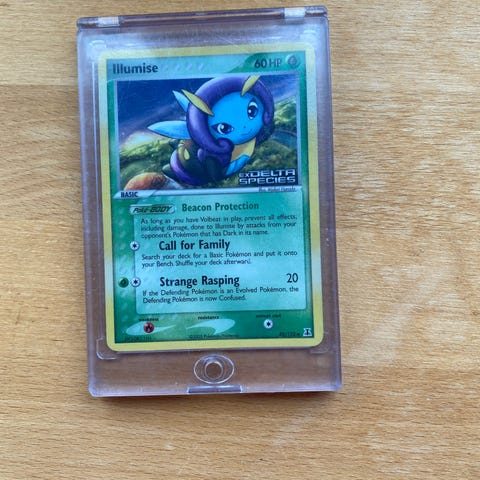 Illumise 60 HP
EX DELTA
SPECIES
BASIC
Poké-BODY Beacon Protection
As long as you have Volbeat in play, prevent all effects,
including damage, done to Illumise by attacks from your
opponent's Pokémon that has Dark in its name.
Call for Family
Search your deck for a Basic Pokémon and put it onto
your Bench. Shuffle your deck afterward.
Strange Rasping 20
If the Defending Pokémon is an Evolved Pokémon, the
Defending Pokémon is now Confused.
weakness resistance retreat cost